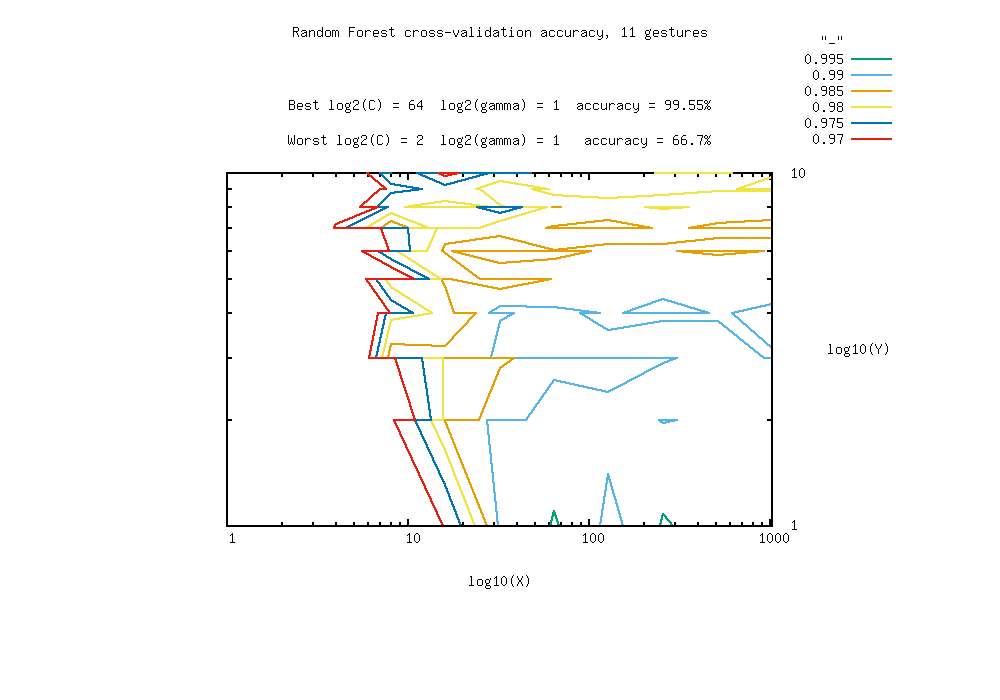 Random Forest cross-validation accuracy, 11 gestures
"_"
0.995
0.99
0.985
0.98
0.975
0.97
Best log2(C) = 64  log2(gamma) = 1  accuracy = 99.55%
Worst log2(C) = 2  log2(gamma) = 1   accuracy = 66.7%
10
log10(Y)
1
1 10 100 1000
log10(X)